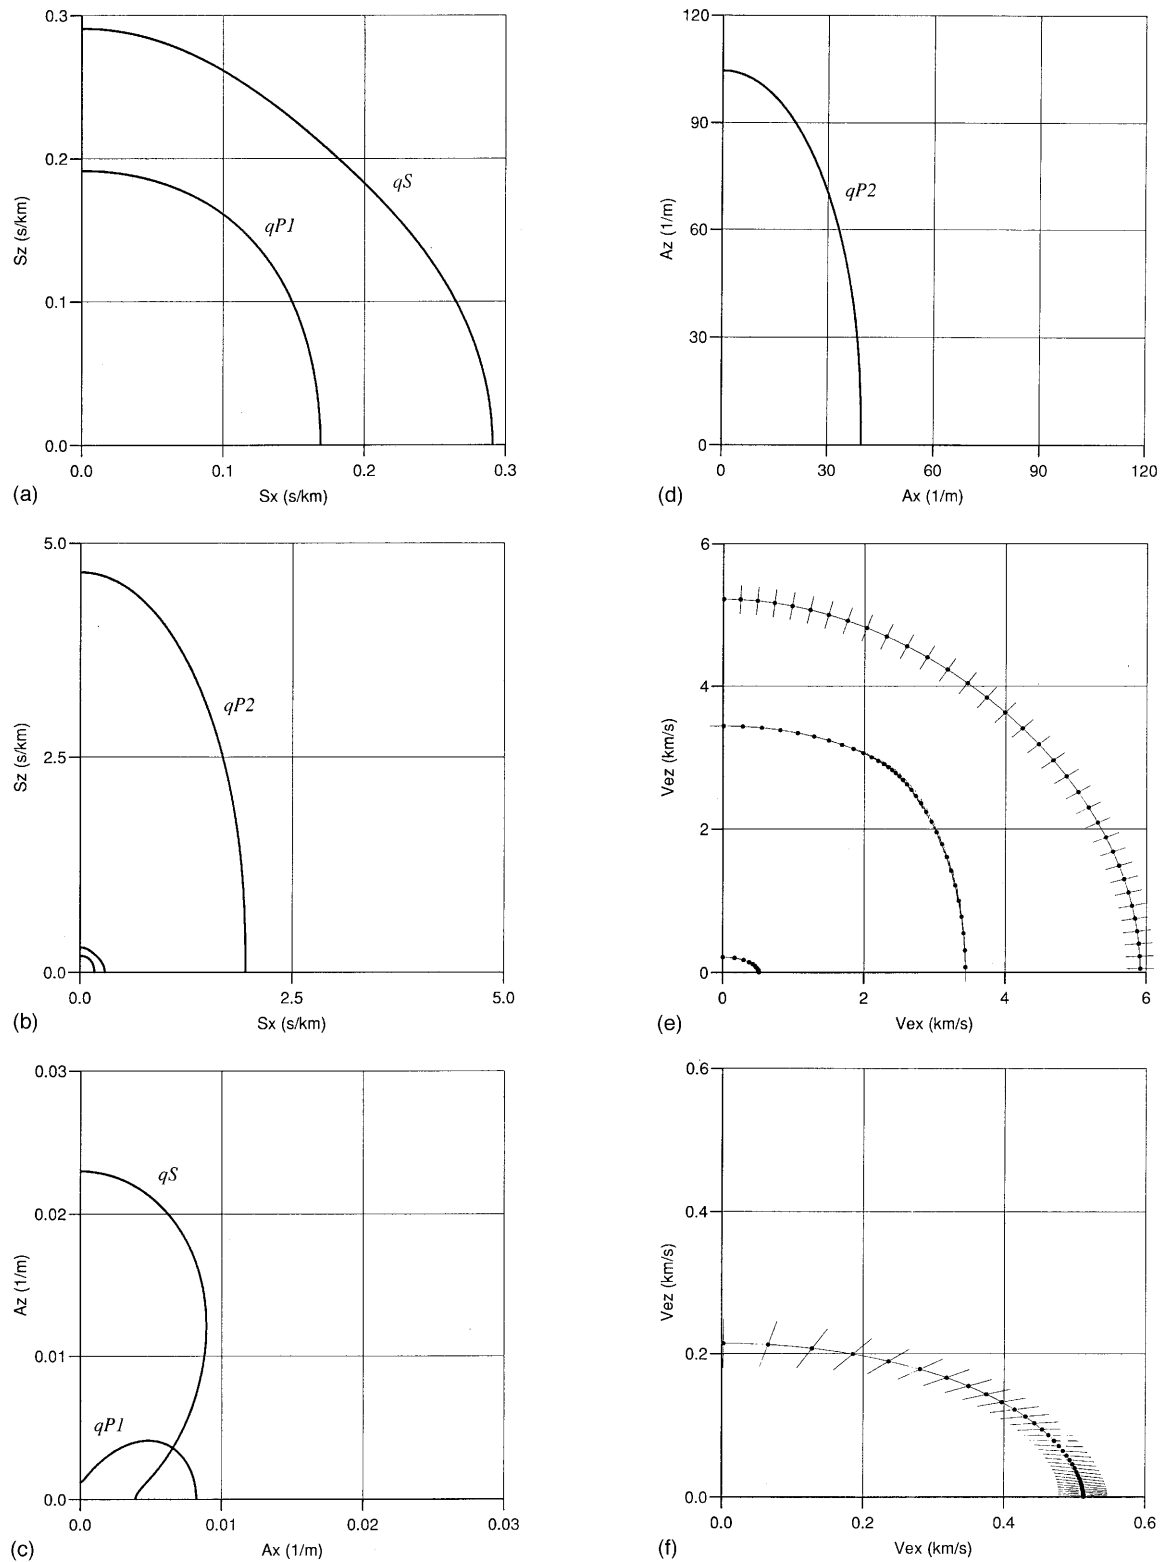 0.3
0.2
0.1
0.0
Sz (s/km)
qS
qP1
0.0 0.1 0.2 0.3
Sx (s/km)
(a)
120
90
60
30
0
Az (1/m)
qP2
0 30 60 90 120
Ax (1/m)
(d)
5.0
2.5
0.0
Sz (s/km)
qP2
0.0 2.5 5.0
Sx (s/km)
(b)
6
4
2
0
Vez (km/s)
0 2 4 6
Vex (km/s)
(e)
0.03
0.02
0.01
0.0
Az (1/m)
qS
qP1
0.0 0.01 0.02 0.03
Ax (1/m)
(c)
0.6
0.4
0.2
0.0
Vez (km/s)
0.0 0.2 0.4 0.6
Vex (km/s)
(f)